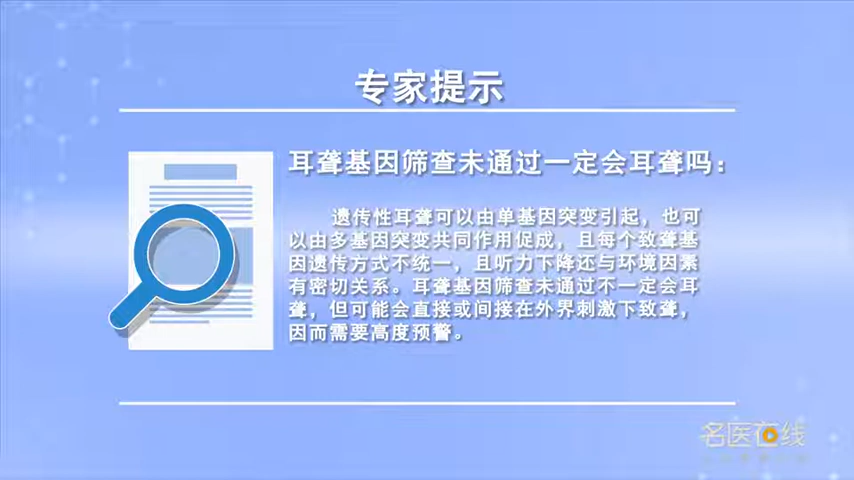 专家提示
耳聋基因筛查未通过一定会耳聋吗：
遗传性耳聋可以由单基因突变引起，也可
以由多基因突变共同作用促成，且每个致聋基
因遗传方式不统一，且听力下降还与环境因素
有密切关系。耳聋基因筛查未通过不一定会耳
聋，但可能会直接或间接在外界刺激下致聋，
因而需要高度预警。
名医在线